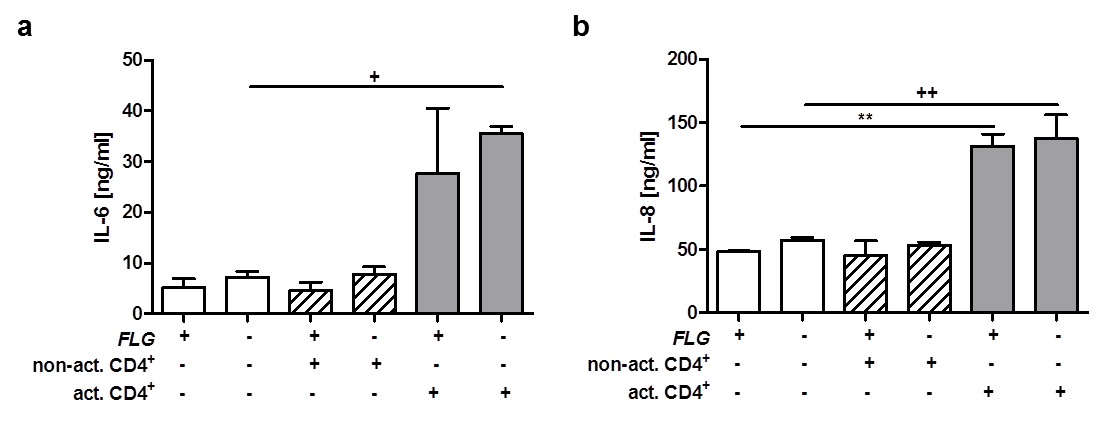 a
b
50
40
30
20
10
0
IL-6 [ng/ml]
+
FLG + - + - + -
non-act. CD4⁺ - - + + - -
act. CD4⁺ - - - - + +
200
150
100
50
0
IL-8 [ng/ml]
++
**
FLG + - + - + -
non-act. CD4⁺ - - + + - -
act. CD4⁺ - - - - + +